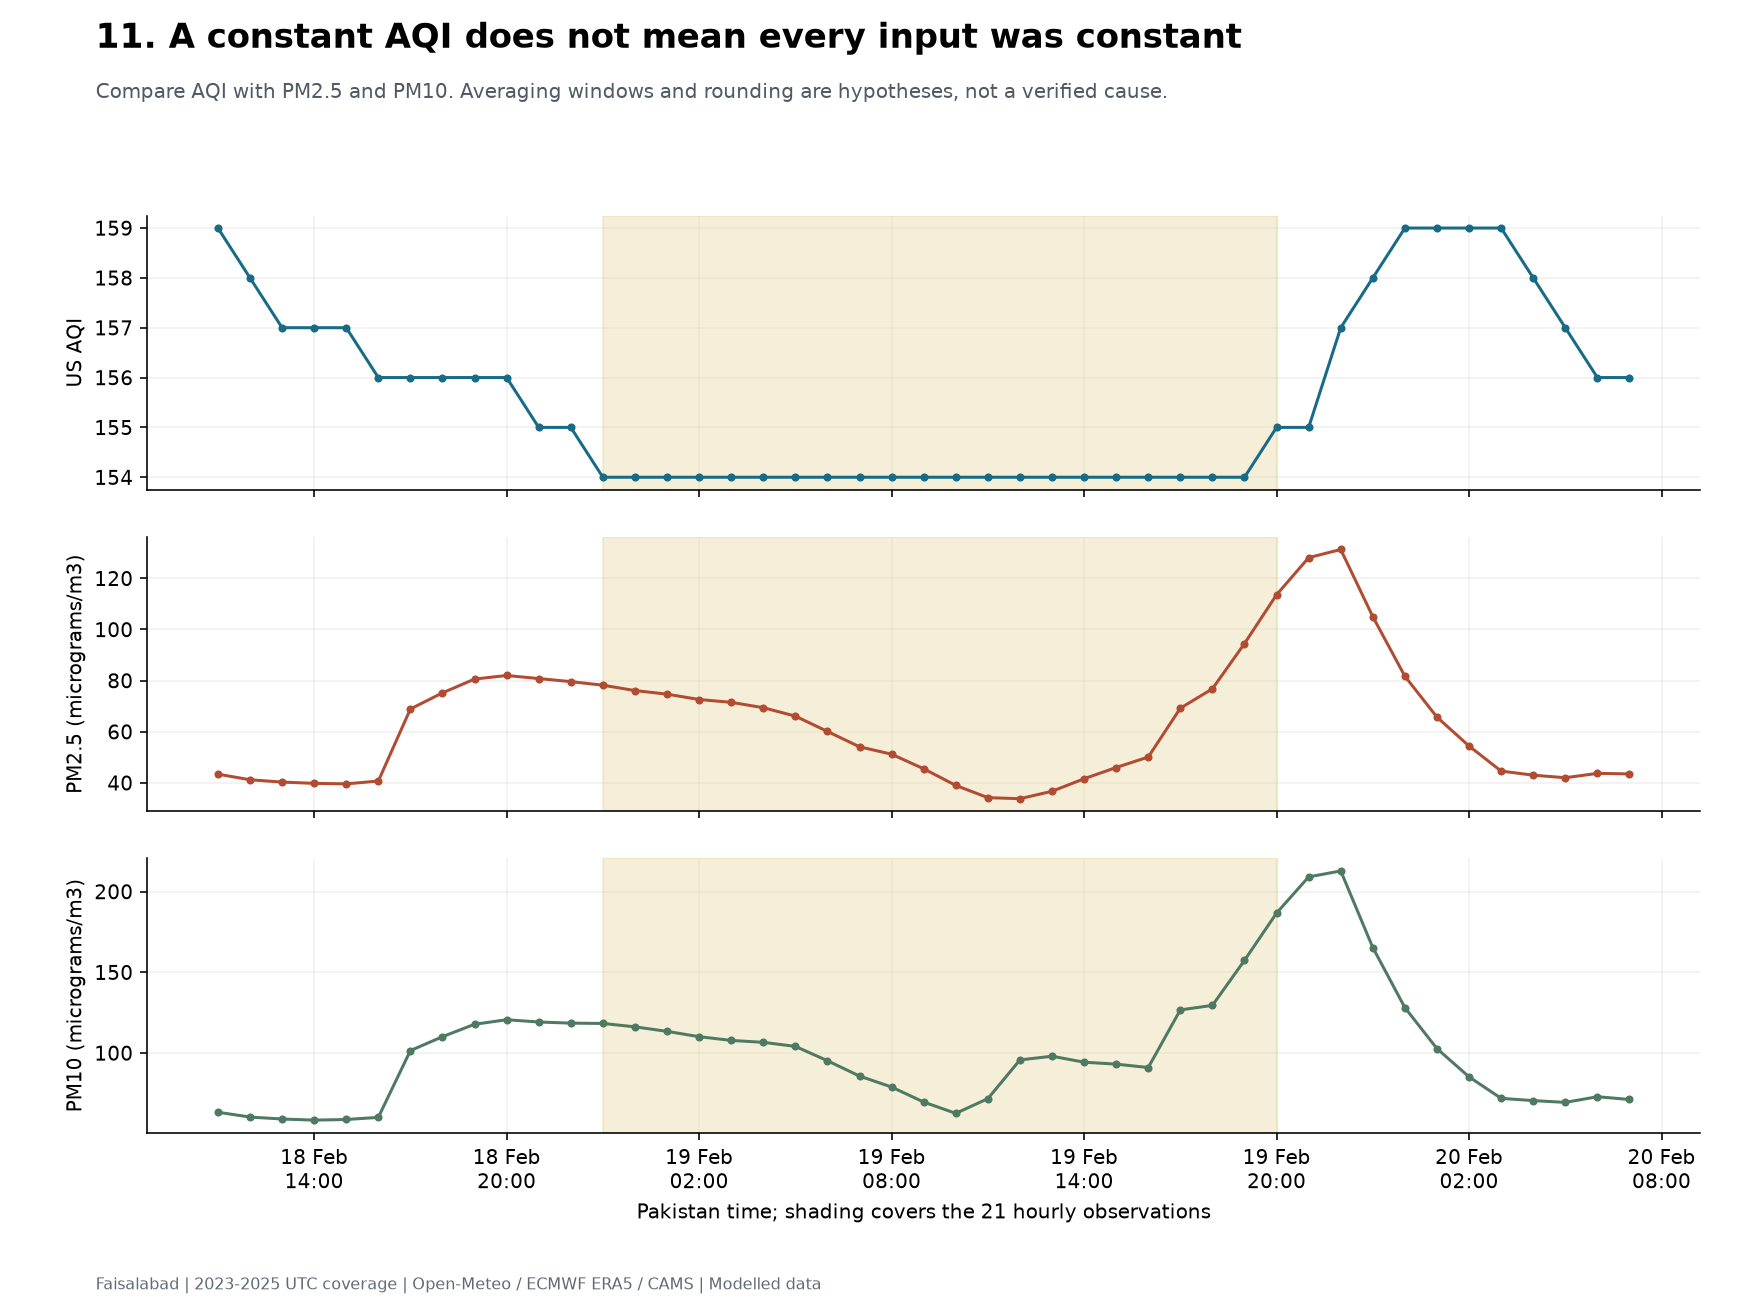 11. A constant AQI does not mean every input was constant
Compare AQI with PM2.5 and PM10. Averaging windows and rounding are hypotheses, not a verified cause.
US AQI
159
158
157
156
155
154
PM2.5 (micrograms/m3)
120
100
80
60
40
PM10 (micrograms/m3)
200
150
100
18 Feb 18 Feb 19 Feb 19 Feb 19 Feb 19 Feb 20 Feb 20 Feb
14:00 20:00 02:00 08:00 14:00 20:00 02:00 08:00
Pakistan time; shading covers the 21 hourly observations
Faisalabad | 2023-2025 UTC coverage | Open-Meteo / ECMWF ERA5 / CAMS | Modelled data